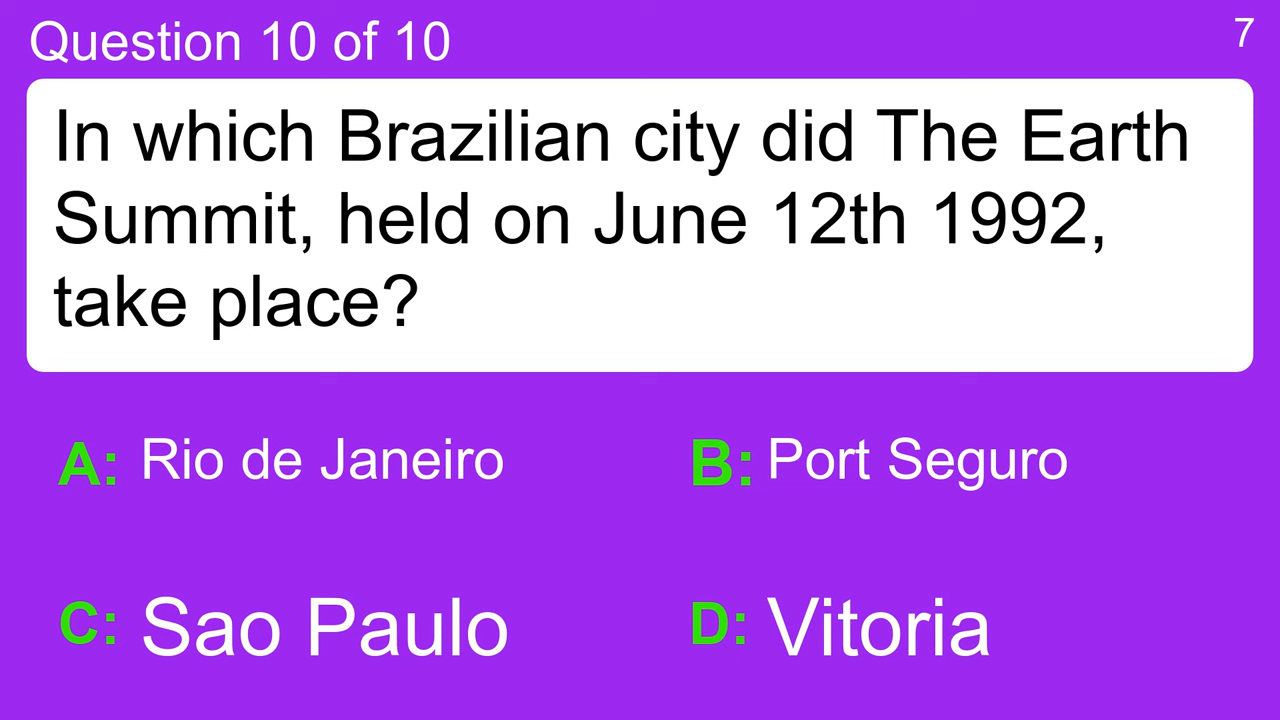 Question 10 of 10
7
In which Brazilian city did The Earth
Summit, held on June 12th 1992,
take place?
A: Rio de Janeiro
B: Port Seguro
C: Sao Paulo
D: Vitoria